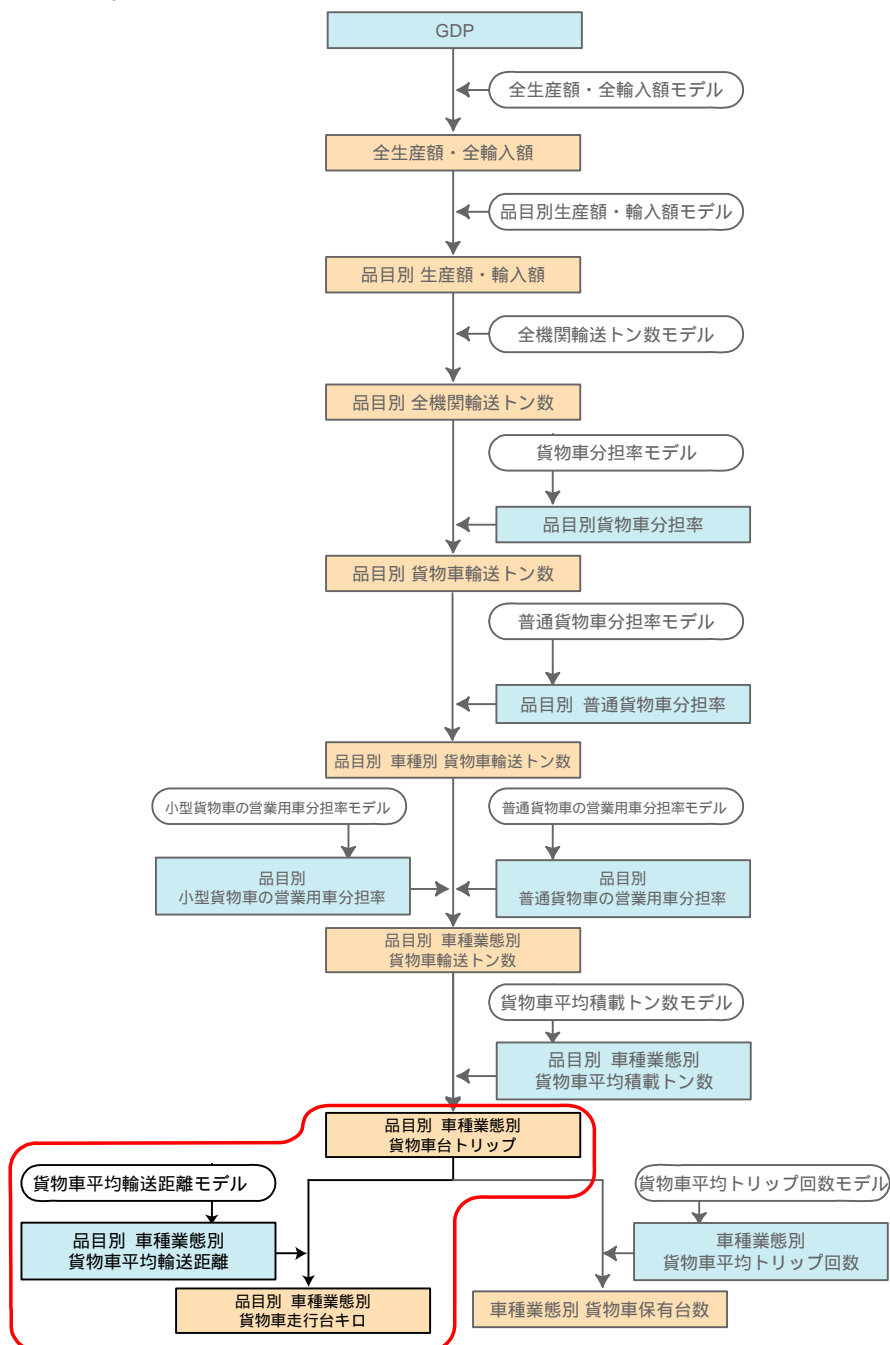 GDP
全生産額・全輸入額モデル
全生産額・全輸入額
品目別生産額・輸入額モデル
品目別 生産額・輸入額
全機関輸送トン数モデル
品目別 全機関輸送トン数
貨物車分担率モデル
品目別貨物車分担率
品目別 貨物車輸送トン数
普通貨物車分担率モデル
品目別 普通貨物車分担率
品目別 車種別 貨物車輸送トン数
小型貨物車の営業用車分担率モデル
普通貨物車の営業用車分担率モデル
品目別
小型貨物車の営業用車分担率
品目別
普通貨物車の営業用車分担率
品目別 車種業態別
貨物車輸送トン数
貨物車平均積載トン数モデル
品目別 車種業態別
貨物車平均積載トン数
品目別 車種業態別
貨物車台トリップ
貨物車平均輸送距離モデル
貨物車平均トリップ回数モデル
品目別 車種業態別
貨物車平均輸送距離
車種業態別
貨物車平均トリップ回数
品目別 車種業態別
貨物車走行台キロ
車種業態別 貨物車保有台数